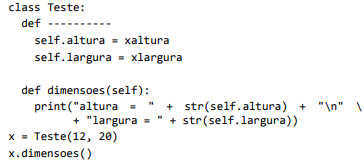 class Teste:
  def ----------
    self.altura = xaltura
    self.largura = xlargura

  def dimensoes(self):
    print("altura = " + str(self.altura) + "\n" \
         + "largura = " + str(self.largura))
x = Teste(12, 20)
x.dimensoes()